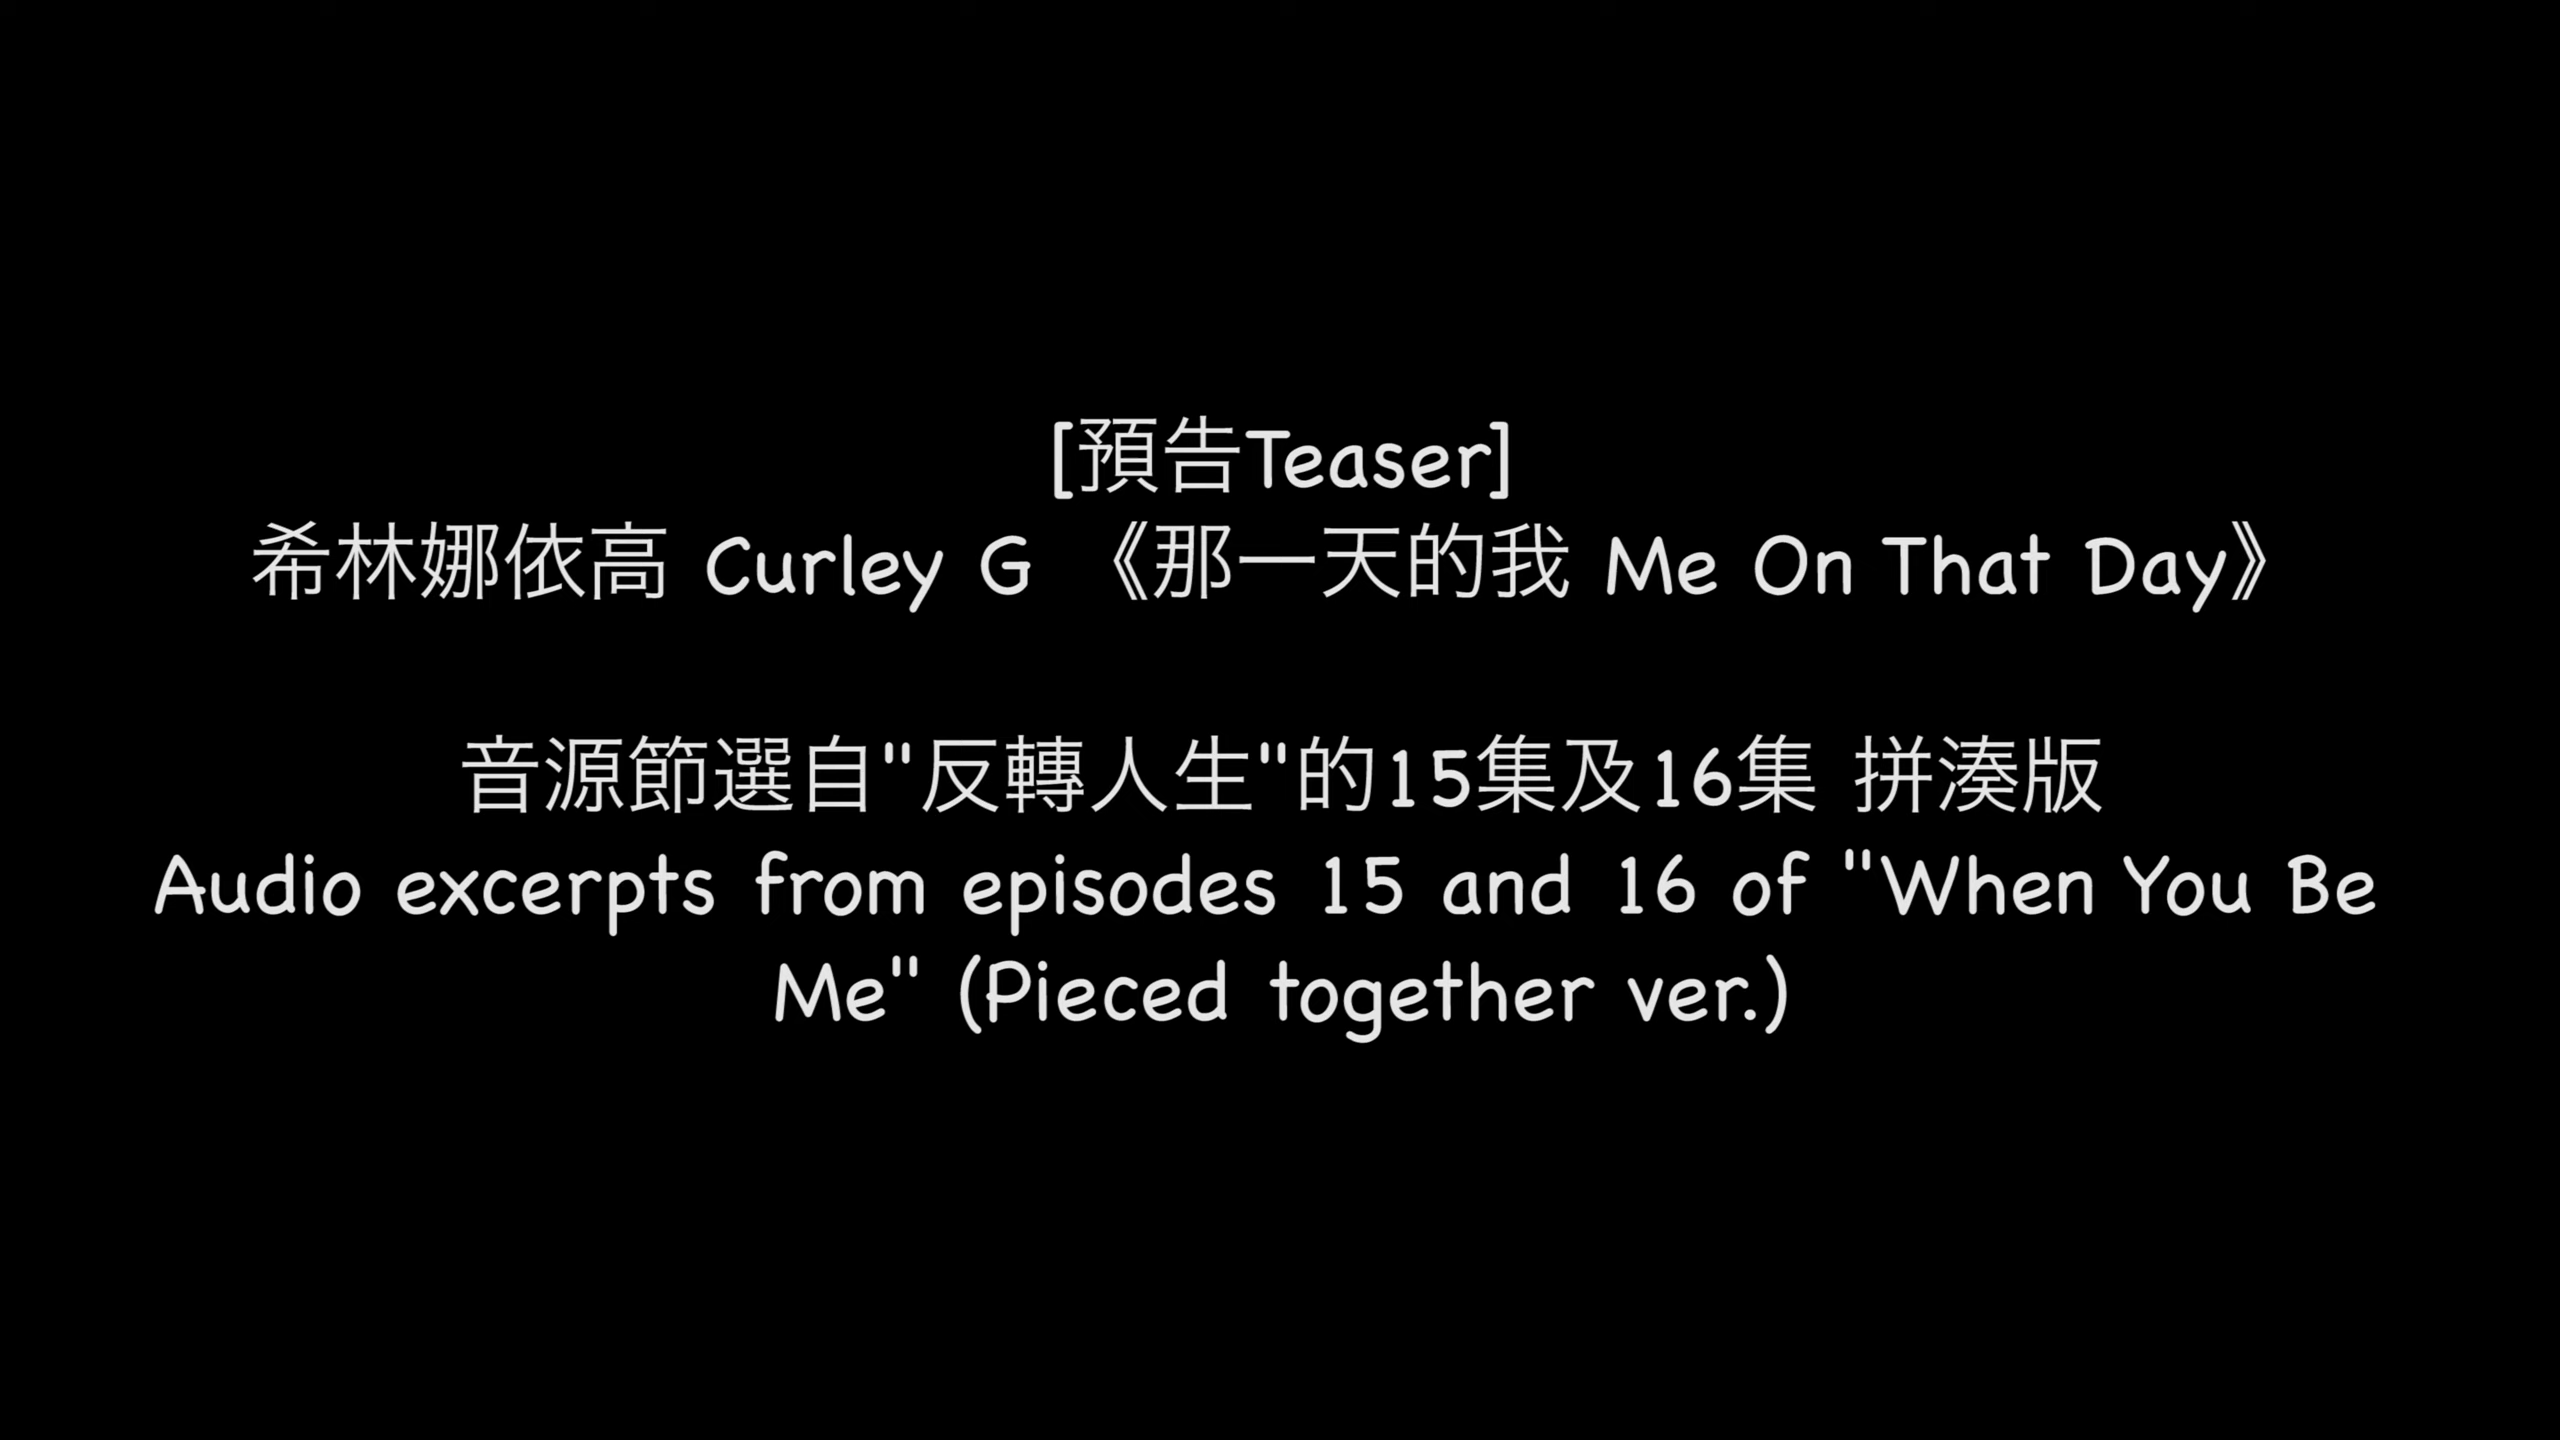 [預告Teaser]
希林娜依高 Curley G 《那一天的我 Me On That Day》
音源節選自"反轉人生"的15集及16集 拼湊版
Audio excerpts from episodes 15 and 16 of "When You Be
Me" (Pieced together ver.)